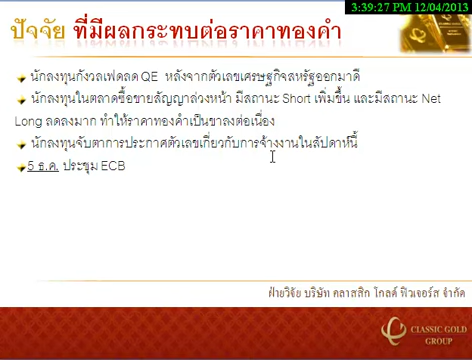 3:39:27 PM 12/04/2013
ปัจจัย ที่มีผลกระทบต่อราคาทองคำ
นักลงทุนกังวลเฟดลด QE หลังจากตัวเลขเศรษฐกิจสหรัฐออกมาดี
นักลงทุนในตลาดซื้อขายสัญญาล่วงหน้า มีสถานะ Short เพิ่มขึ้น และมีสถานะ Net
Long ลดลงมาก ทำให้ราคาทองคำเป็นขาลงต่อเนื่อง
นักลงทุนจับตาการประกาศตัวเลขเกี่ยวกับการจ้างงานในสัปดาห์นี้
5 ธ.ค. ประชุม ECB
ฝ่ายวิจัย บริษัท คลาสสิก โกลด์ ฟิวเจอร์ส จำกัด
CLASSIC GOLD
GROUP